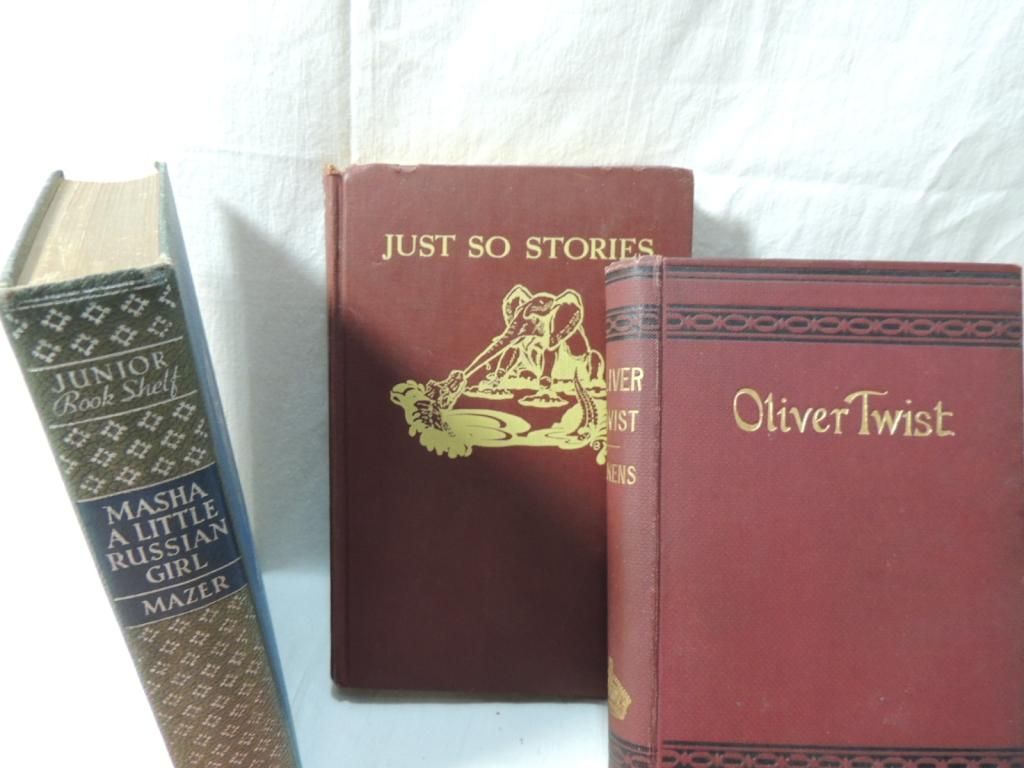 JUNIOR
Book Shelf
MASHA
A LITTLE
RUSSIAN
GIRL
MAZER
JUST SO STORIES
IVER
WIST
KENS
Oliver Twist